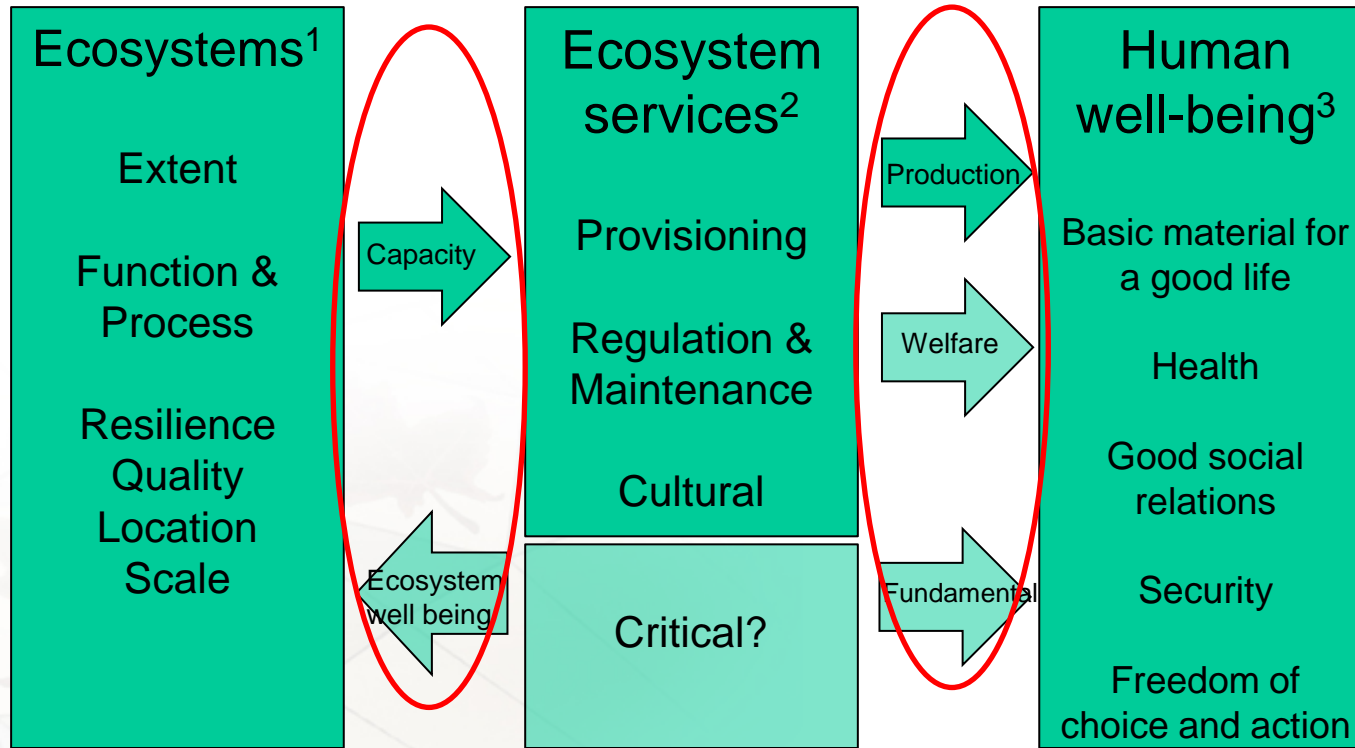 Ecosystems¹
Extent
Function &
Process
Resilience
Quality
Location
Scale
Capacity
Ecosystem
well being
Ecosystem
services²
Provisioning
Regulation &
Maintenance
Cultural
Critical?
Production
Welfare
Fundamental
Human
well-being³
Basic material for
a good life
Health
Good social
relations
Security
Freedom of
choice and action